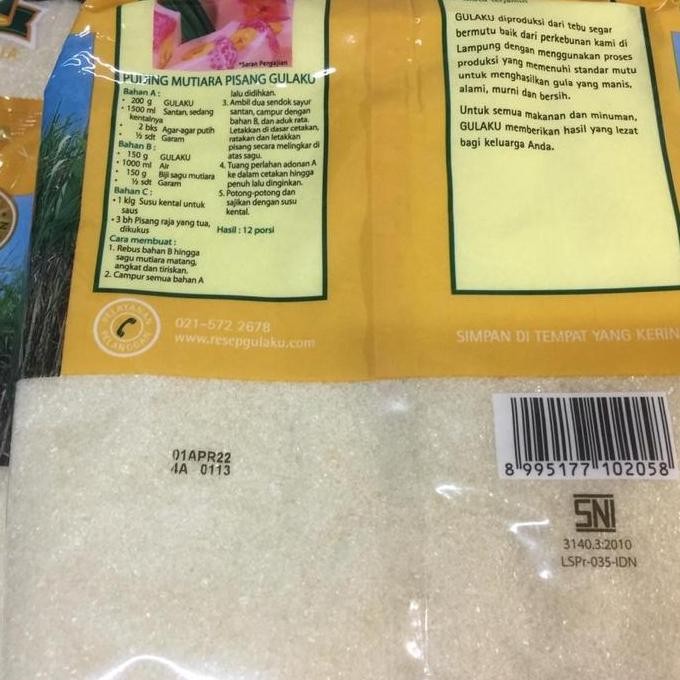 *Saran Penyajian
PUDING MUTIARA PISANG GULAKU
Bahan A :
• 200 g GULAKU
• 1500 ml Santan, sedang
kentalnya
2 bks Agar-agar putih
• ½ sdt Garam
Bahan B :
• 150 g GULAKU
• 1000 ml Air
• 150 g Biji sagu mutiara
• ½ sdt Garam
Bahan C :
• 1 klg Susu kental untuk
saus
• 3 bh Pisang raja yang tua,
dikukus
Cara membuat :
1. Rebus bahan B hingga
sagu mutiara matang,
angkat dan tiriskan.
2. Campur semua bahan A
lalu dididihkan.
3. Ambil dua sendok sayur
santan, campur dengan
bahan B, dan aduk rata.
Letakkan di dasar cetakan,
ratakan dan letakkan
pisang secara melingkar di
atas sagu.
4. Tuang perlahan adonan A
ke dalam cetakan hingga
penuh lalu dinginkan.
5. Potong-potong dan
sajikan dengan susu
kental.
Hasil : 12 porsi
PELAYANAN
PELANGGAN
021-572 2678
www.resepgulaku.com
GULAKU diproduksi dari tebu segar
bermutu baik dari perkebunan kami di
Lampung dengan menggunakan proses
produksi yang memenuhi standar mutu
untuk menghasilkan gula yang manis,
alami, murni dan bersih.
Untuk semua makanan dan minuman,
GULAKU memberikan hasil yang lezat
bagi keluarga Anda.
SIMPAN DI TEMPAT YANG KERIN
01APR22
4A 0113
8 995177 102058
SNI
3140.3:2010
LSPr-035-IDN